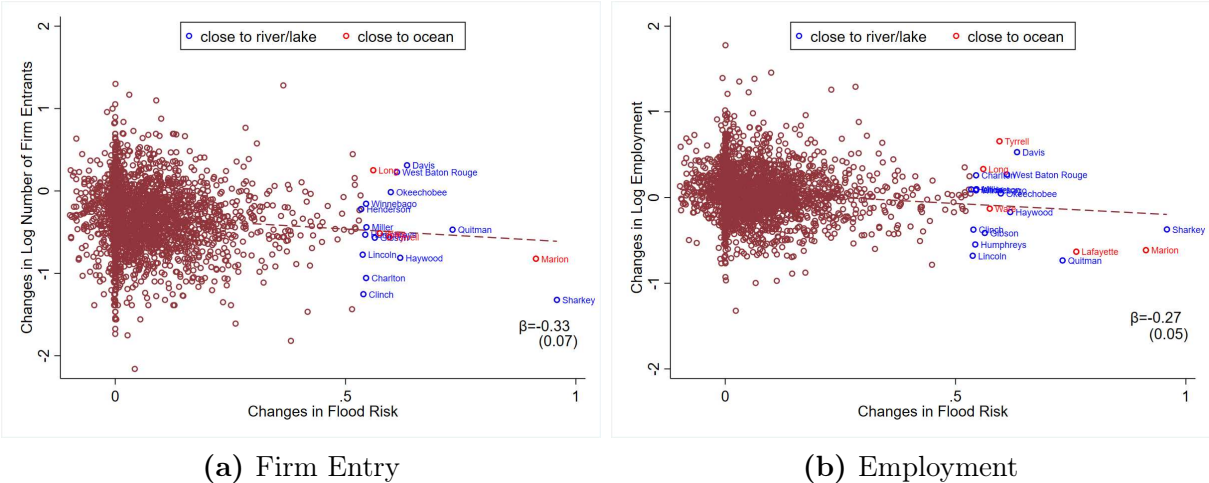 close to river/lake close to ocean
Changes in Log Number of Firm Entrants
2
1
0
-1
-2
Davis
Long
West Baton Rouge
Okeechobee
Winnebago
Henderson
Miller
Quitman
Lincoln
Haywood
Marion
Charlton
Clinch
Sharkey
β=-0.33
(0.07)
0 .5 1
Changes in Flood Risk
(a) Firm Entry
close to river/lake close to ocean
Changes in Log Employment
2
1
0
-1
-2
Tyrrell
Davis
Long
Charlton
West Baton Rouge
Okeechobee
Haywood
Clinch
Gibson
Sharkey
Humphreys
Lafayette
Marion
Lincoln
Quitman
β=-0.27
(0.05)
0 .5 1
Changes in Flood Risk
(b) Employment